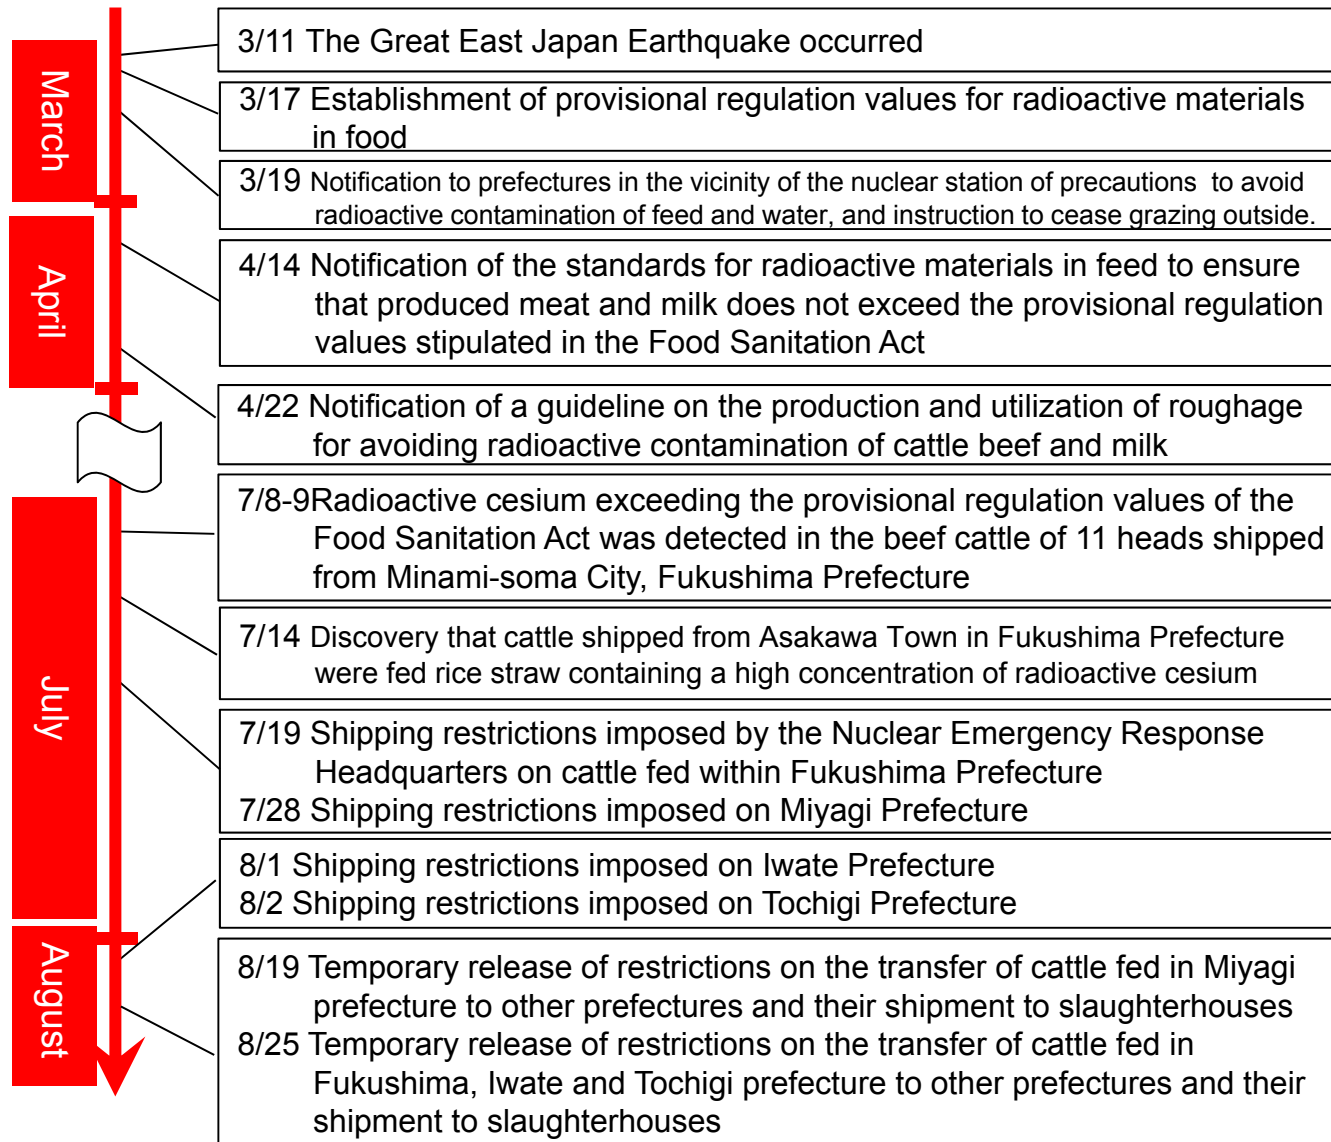 March
3/11 The Great East Japan Earthquake occurred
3/17 Establishment of provisional regulation values for radioactive materials
in food
3/19 Notification to prefectures in the vicinity of the nuclear station of precautions to avoid
radioactive contamination of feed and water, and instruction to cease grazing outside.
April
4/14 Notification of the standards for radioactive materials in feed to ensure
that produced meat and milk does not exceed the provisional regulation
values stipulated in the Food Sanitation Act
4/22 Notification of a guideline on the production and utilization of roughage
for avoiding radioactive contamination of cattle beef and milk
July
7/8-9Radioactive cesium exceeding the provisional regulation values of the
Food Sanitation Act was detected in the beef cattle of 11 heads shipped
from Minami-soma City, Fukushima Prefecture
7/14 Discovery that cattle shipped from Asakawa Town in Fukushima Prefecture
were fed rice straw containing a high concentration of radioactive cesium
7/19 Shipping restrictions imposed by the Nuclear Emergency Response
Headquarters on cattle fed within Fukushima Prefecture
7/28 Shipping restrictions imposed on Miyagi Prefecture
August
8/1 Shipping restrictions imposed on Iwate Prefecture
8/2 Shipping restrictions imposed on Tochigi Prefecture
8/19 Temporary release of restrictions on the transfer of cattle fed in Miyagi
prefecture to other prefectures and their shipment to slaughterhouses
8/25 Temporary release of restrictions on the transfer of cattle fed in
Fukushima, Iwate and Tochigi prefecture to other prefectures and their
shipment to slaughterhouses